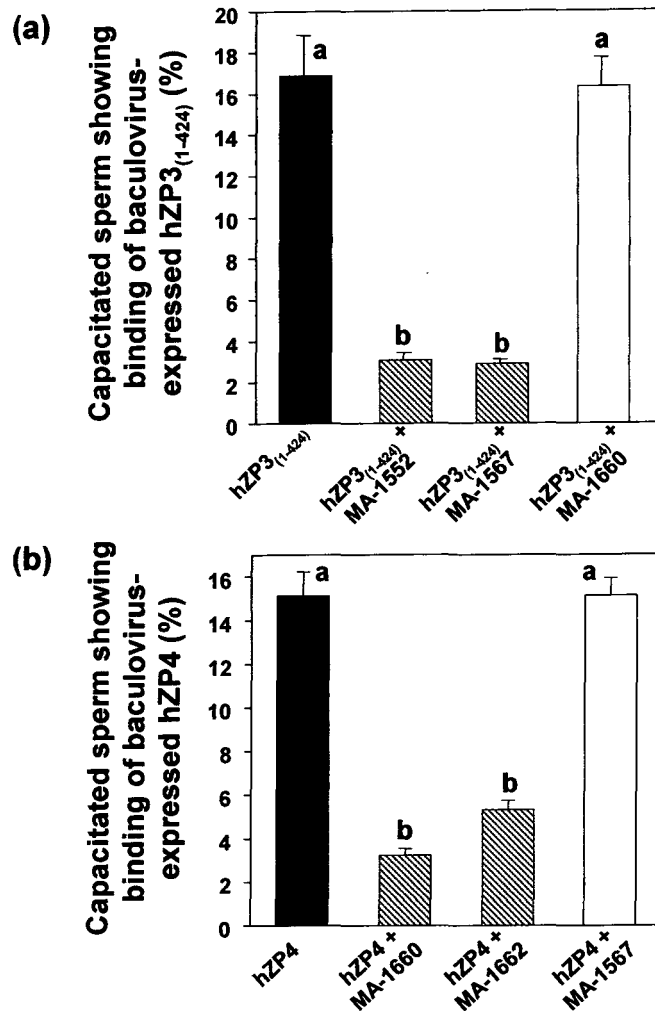 (a)
Capacitated sperm showing
binding of baculovirus-
expressed hZP3(1-424) (%)
20
18
16
14
12
10
8
6
4
2
0
a
b
b
a
hZP3(1-424)
hZP3(1-424) +
MA-1552
hZP3(1-424) +
MA-1567
hZP3(1-424) +
MA-1660
(b)
Capacitated sperm showing
binding of baculovirus-
expressed hZP4 (%)
16
14
12
10
8
6
4
2
0
a
b
b
a
hZP4
hZP4 +
MA-1660
hZP4 +
MA-1662
hZP4 +
MA-1567